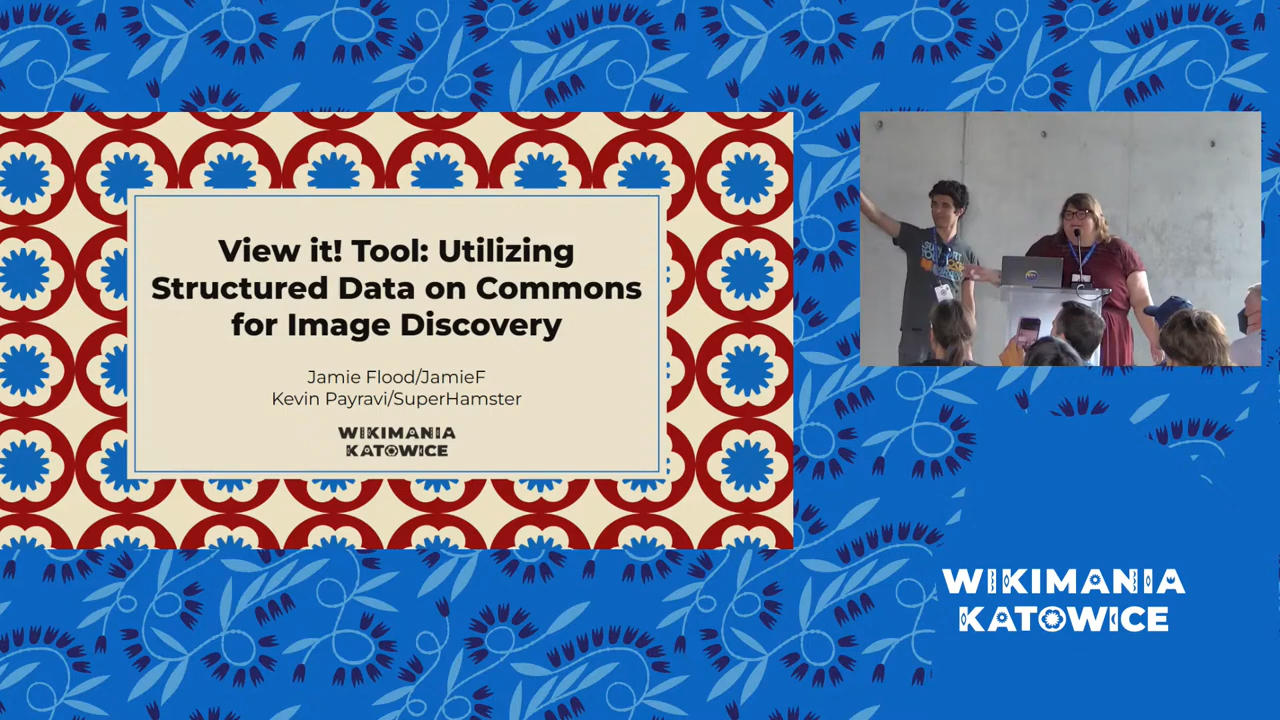 View it! Tool: Utilizing
Structured Data on Commons
for Image Discovery
Jamie Flood/JamieF
Kevin Payravi/SuperHamster
WIKIMANIA
KATOWICE
WIKIMANIA
KATOWICE